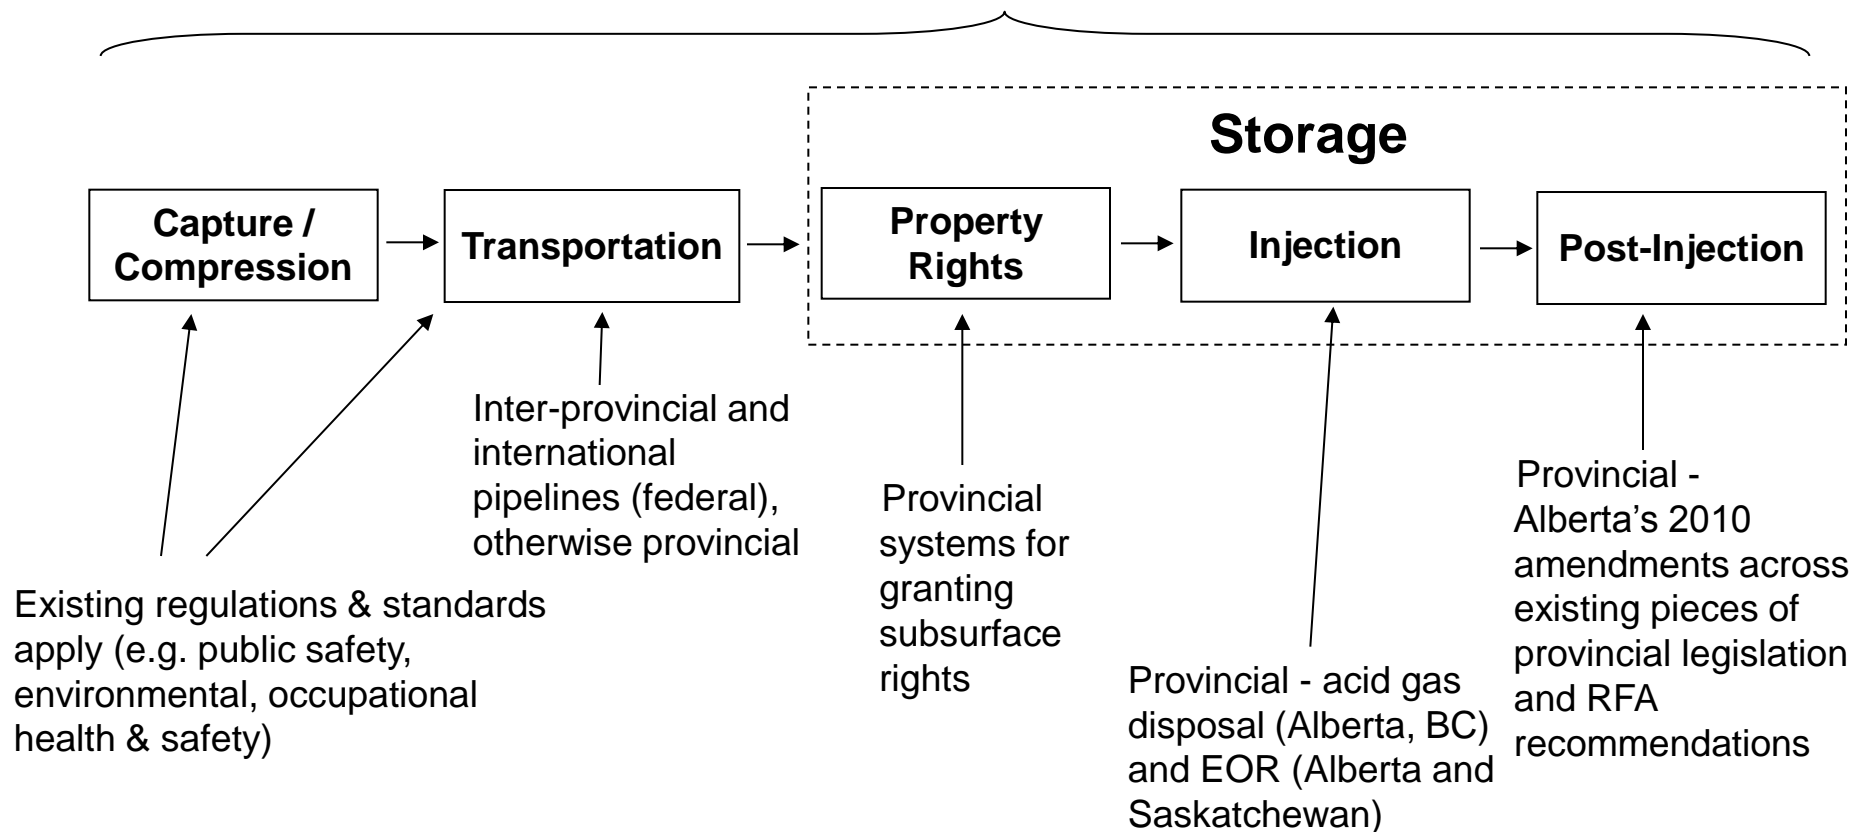 Storage
Capture /
Compression
Transportation
Property
Rights
Injection
Post-Injection
Existing regulations & standards
apply (e.g. public safety,
environmental, occupational
health & safety)
Inter-provincial and
international
pipelines (federal),
otherwise provincial
Provincial
systems for
granting
subsurface
rights
Provincial - acid gas
disposal (Alberta, BC)
and EOR (Alberta and
Saskatchewan)
Provincial -
Alberta’s 2010
amendments across
existing pieces of
provincial legislation
and RFA
recommendations